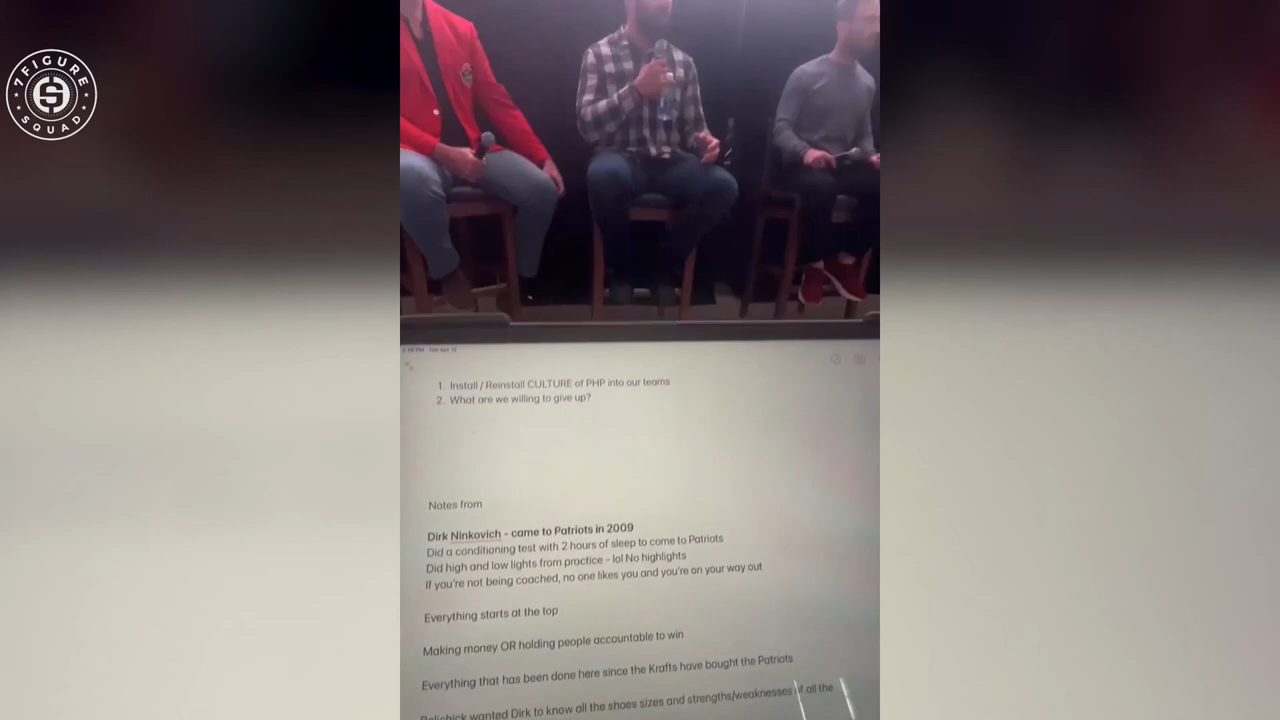 7FIGURE
SQUAD
1. Install / Reinstall CULTURE of PHP into our teams
2. What are we willing to give up?
Notes from
Dirk Ninkovich - came to Patriots in 2009
Did a conditioning test with 2 hours of sleep to come to Patriots
Did high and low lights from practice - lol No highlights
If you're not being coached, no one likes you and you're on your way out
Everything starts at the top
Making money OR holding people accountable to win
Everything that has been done here since the Krafts have bought the Patriots
Belichick wanted Dirk to know all the shoes sizes and strengths/weaknesses of all the